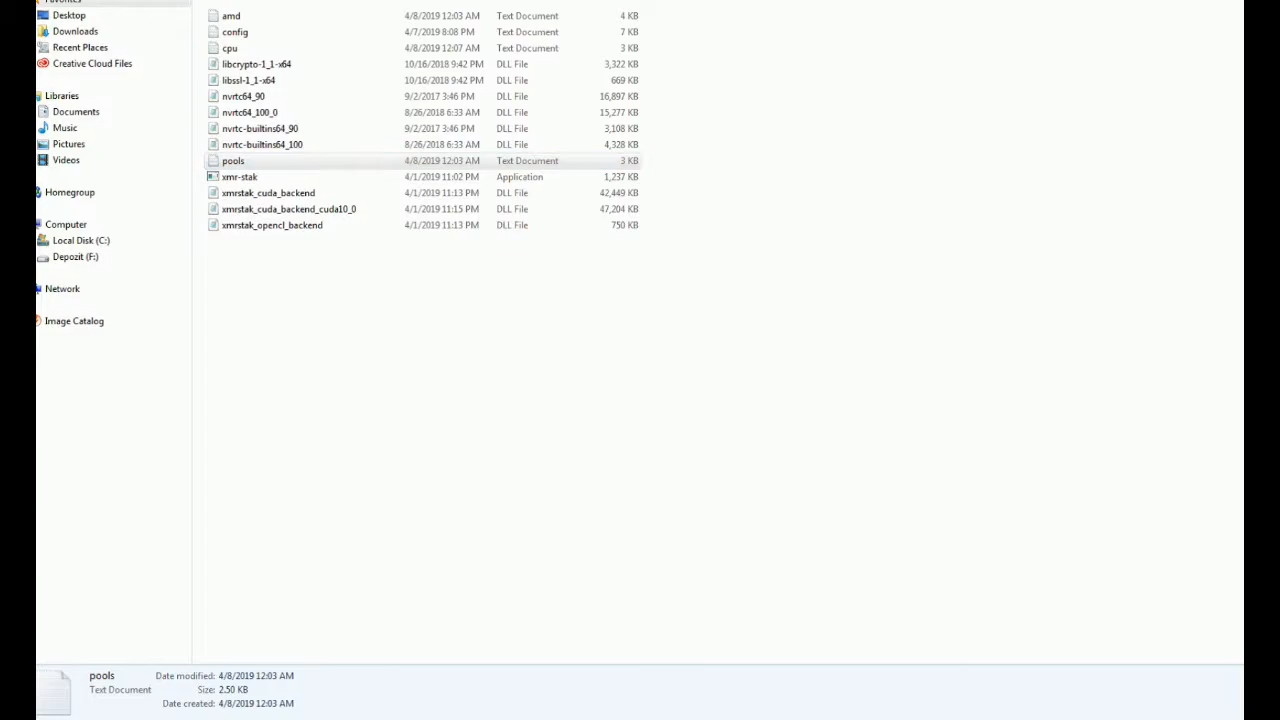 Favorites
Desktop
Downloads
Recent Places
Creative Cloud Files
Libraries
Documents
Music
Pictures
Videos
Homegroup
Computer
Local Disk (C:)
Depozit (F:)
Network
Image Catalog
amd 4/8/2019 12:03 AM Text Document 4 KB
config 4/7/2019 8:08 PM Text Document 7 KB
cpu 4/8/2019 12:07 AM Text Document 3 KB
libcrypto-1_1-x64 10/16/2018 9:42 PM DLL File 3,322 KB
libssl-1_1-x64 10/16/2018 9:42 PM DLL File 669 KB
nvrtc64_90 9/2/2017 3:46 PM DLL File 16,897 KB
nvrtc64_100_0 8/26/2018 6:33 AM DLL File 15,277 KB
nvrtc-builtins64_90 9/2/2017 3:46 PM DLL File 3,108 KB
nvrtc-builtins64_100 8/26/2018 6:33 AM DLL File 4,328 KB
pools 4/8/2019 12:03 AM Text Document 3 KB
xmr-stak 4/1/2019 11:02 PM Application 1,237 KB
xmrstak_cuda_backend 4/1/2019 11:13 PM DLL File 42,449 KB
xmrstak_cuda_backend_cuda10_0 4/1/2019 11:15 PM DLL File 47,204 KB
xmrstak_opencl_backend 4/1/2019 11:13 PM DLL File 750 KB
pools Date modified: 4/8/2019 12:03 AM
Text Document Size: 2.50 KB
Date created: 4/8/2019 12:03 AM